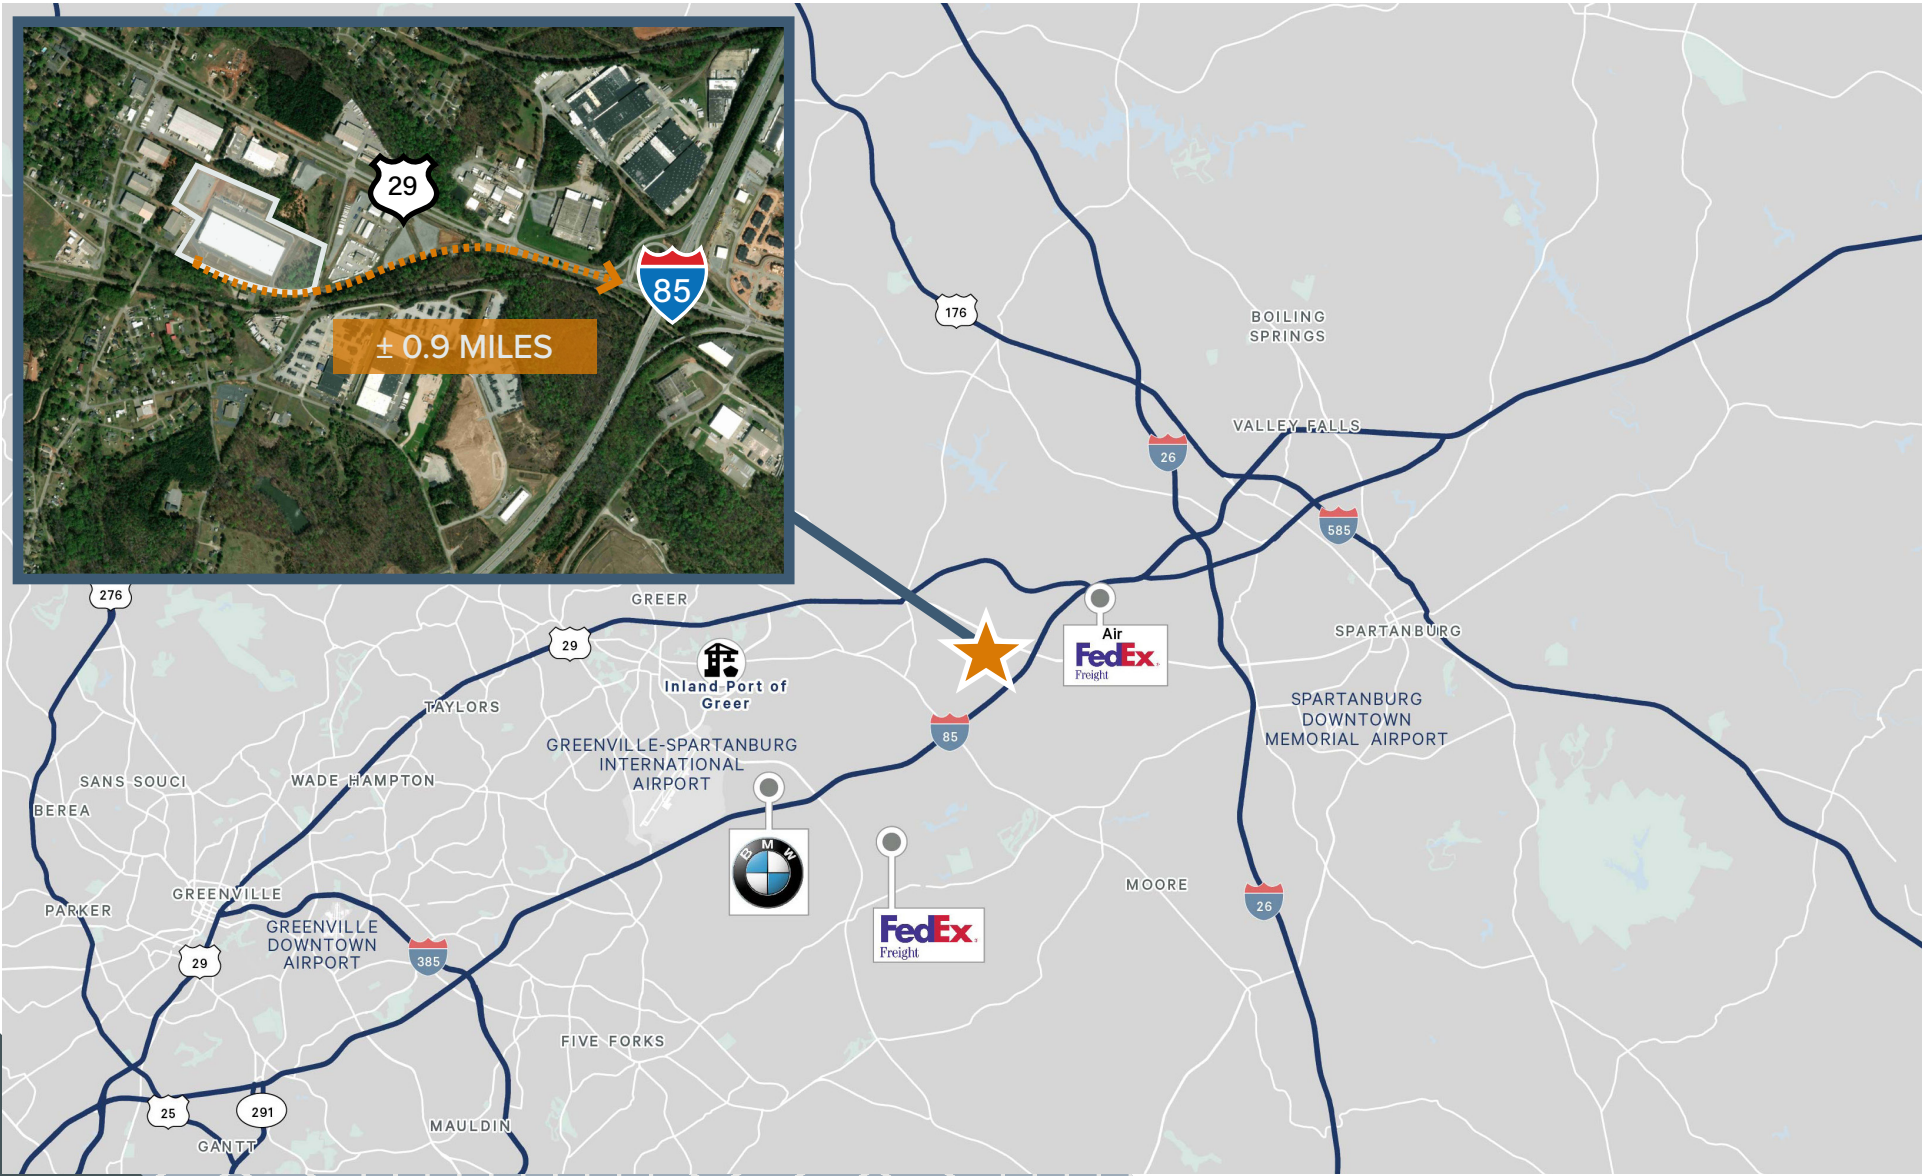 29
85
± 0.9 MILES
176
BOILING
SPRINGS
VALLEY FALLS
26
585
276
GREER
29
Air
FedEx
Freight
SPARTANBURG
Inland Port of
Greer
TAYLORS
85
SPARTANBURG
DOWNTOWN
MEMORIAL AIRPORT
GREENVILLE-SPARTANBURG
INTERNATIONAL
AIRPORT
SANS SOUCI
WADE HAMPTON
BEREA
BMW
GREENVILLE
MOORE
26
PARKER
GREENVILLE
DOWNTOWN
AIRPORT
FedEx
Freight
29
385
FIVE FORKS
25
291
MAULDIN
GANTT